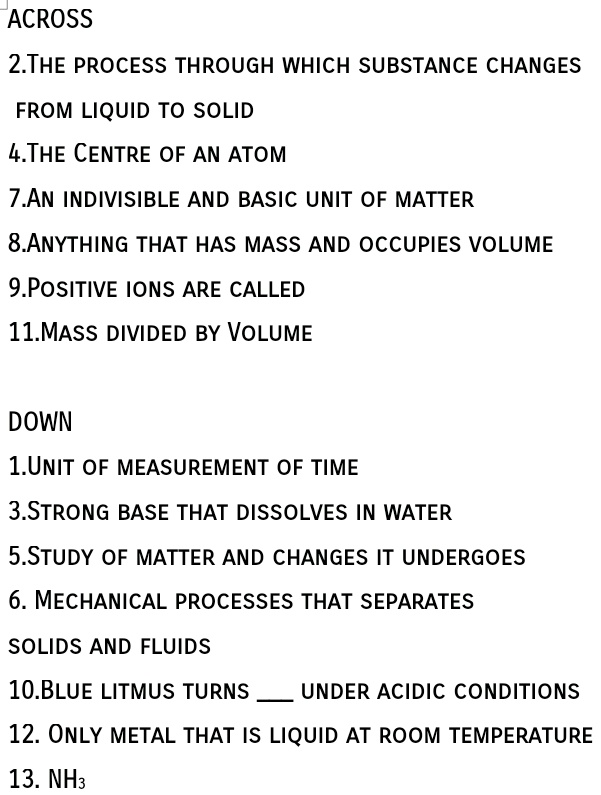 ACROSS
2.The process through which substance changes
from liquid to solid
4.The Centre of an atom
7.An indivisible and basic unit of matter
8.Anything that has mass and occupies volume
9.Positive ions are called
11.Mass divided by Volume
DOWN
1.Unit of measurement of time
3.Strong base that dissolves in water
5.Study of matter and changes it undergoes
6. Mechanical processes that separates
solids and fluids
10.Blue litmus turns ___ under acidic conditions
12. Only metal that is liquid at room temperature
13. NH₃